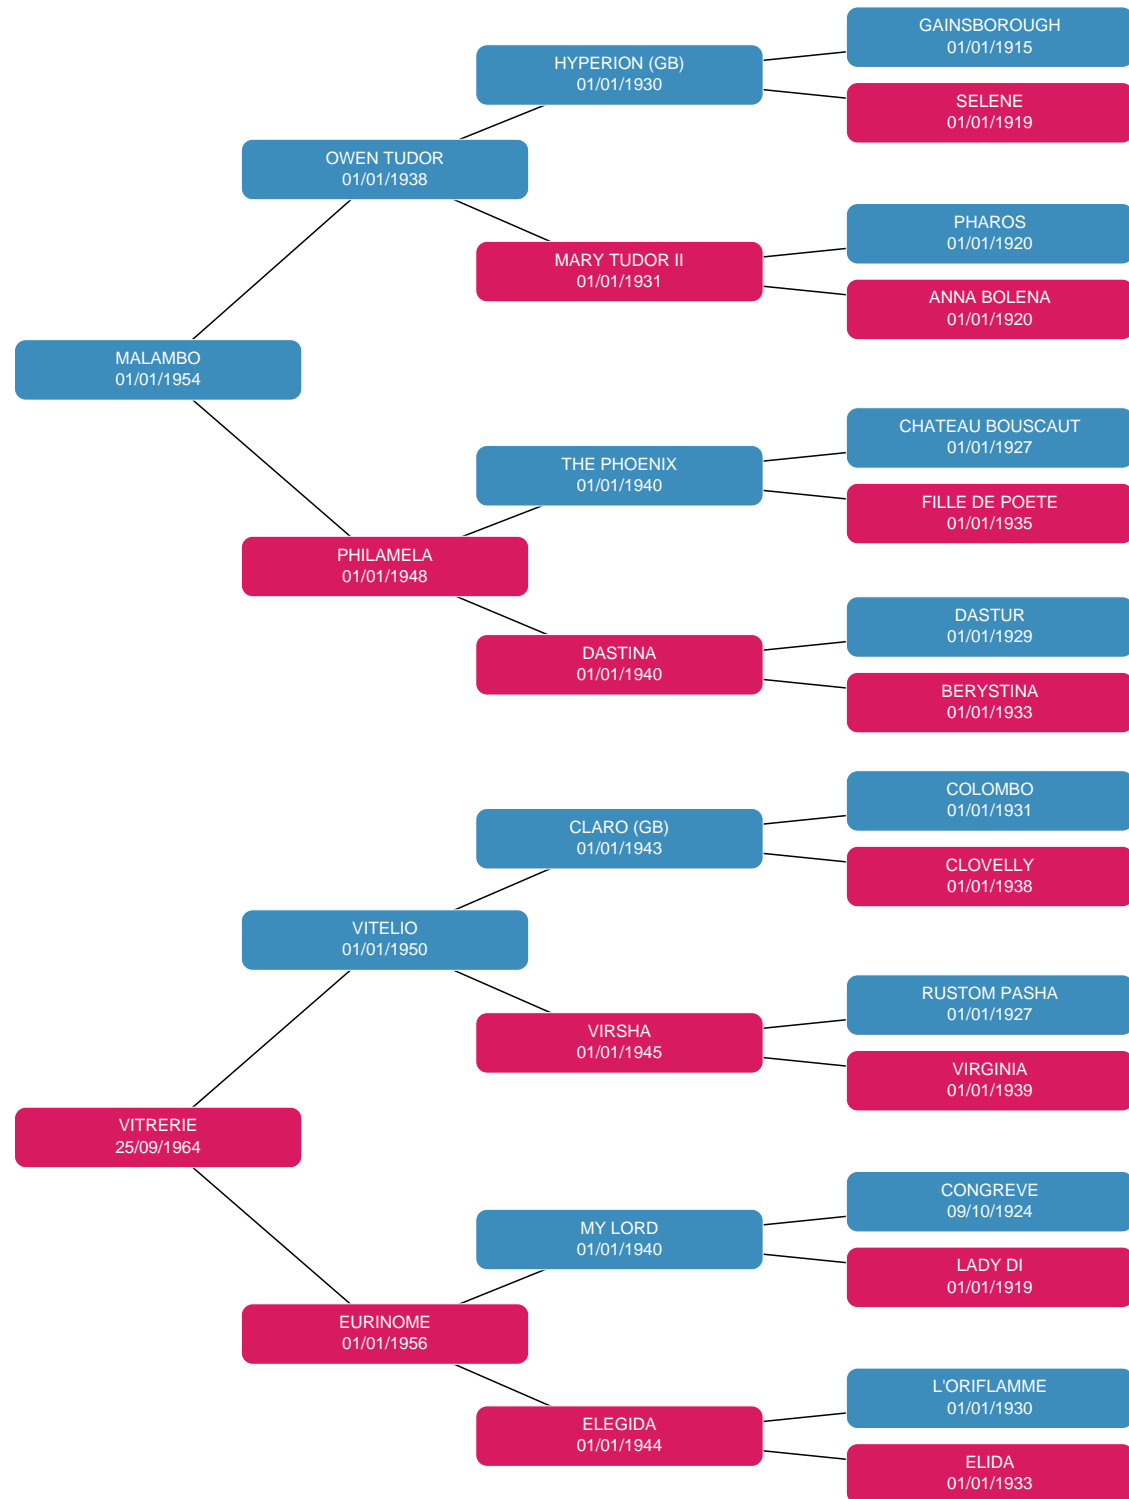 GAINSBOROUGH
01/01/1915
HYPERION (GB)
01/01/1930
SELENE
01/01/1919
OWEN TUDOR
01/01/1938
PHAROS
01/01/1920
MARY TUDOR II
01/01/1931
ANNA BOLENA
01/01/1920
MALAMBO
01/01/1954
CHATEAU BOUSCAUT
01/01/1927
THE PHOENIX
01/01/1940
FILLE DE POETE
01/01/1935
PHILAMELA
01/01/1948
DASTUR
01/01/1929
DASTINA
01/01/1940
BERYSTINA
01/01/1933
COLOMBO
01/01/1931
CLARO (GB)
01/01/1943
CLOVELLY
01/01/1938
VITELIO
01/01/1950
RUSTOM PASHA
01/01/1927
VIRSHA
01/01/1945
VIRGINIA
01/01/1939
VITRERIE
25/09/1964
CONGREVE
09/10/1924
MY LORD
01/01/1940
LADY DI
01/01/1919
EURINOME
01/01/1956
L'ORIFLAMME
01/01/1930
ELEGIDA
01/01/1944
ELIDA
01/01/1933